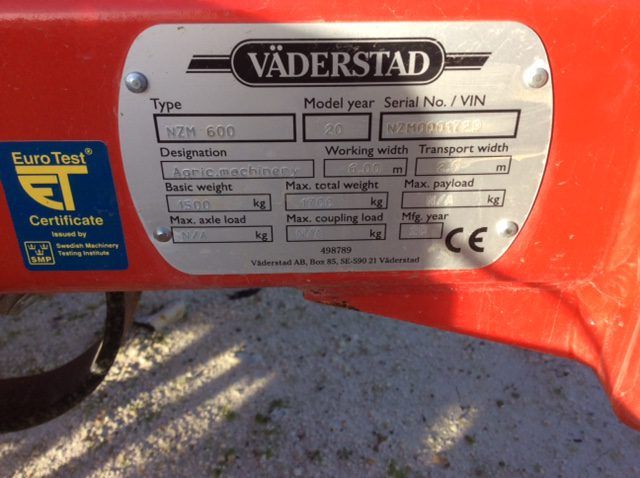 VÄDERSTAD
Type Model year Serial No. / VIN
NZM 600 20
Designation Working width Transport width
Agric.machinery 6.00 m m
Basic weight Max. total weight Max. payload
1500 kg kg N/A kg
Max. axle load Max. coupling load Mfg. year
N/A kg N/A kg CE
498789
Väderstad AB, Box 85, SE-590 21 Väderstad
Euro Test
ET
Certificate
Issued by
SMP Swedish Machinery
Testing Institute